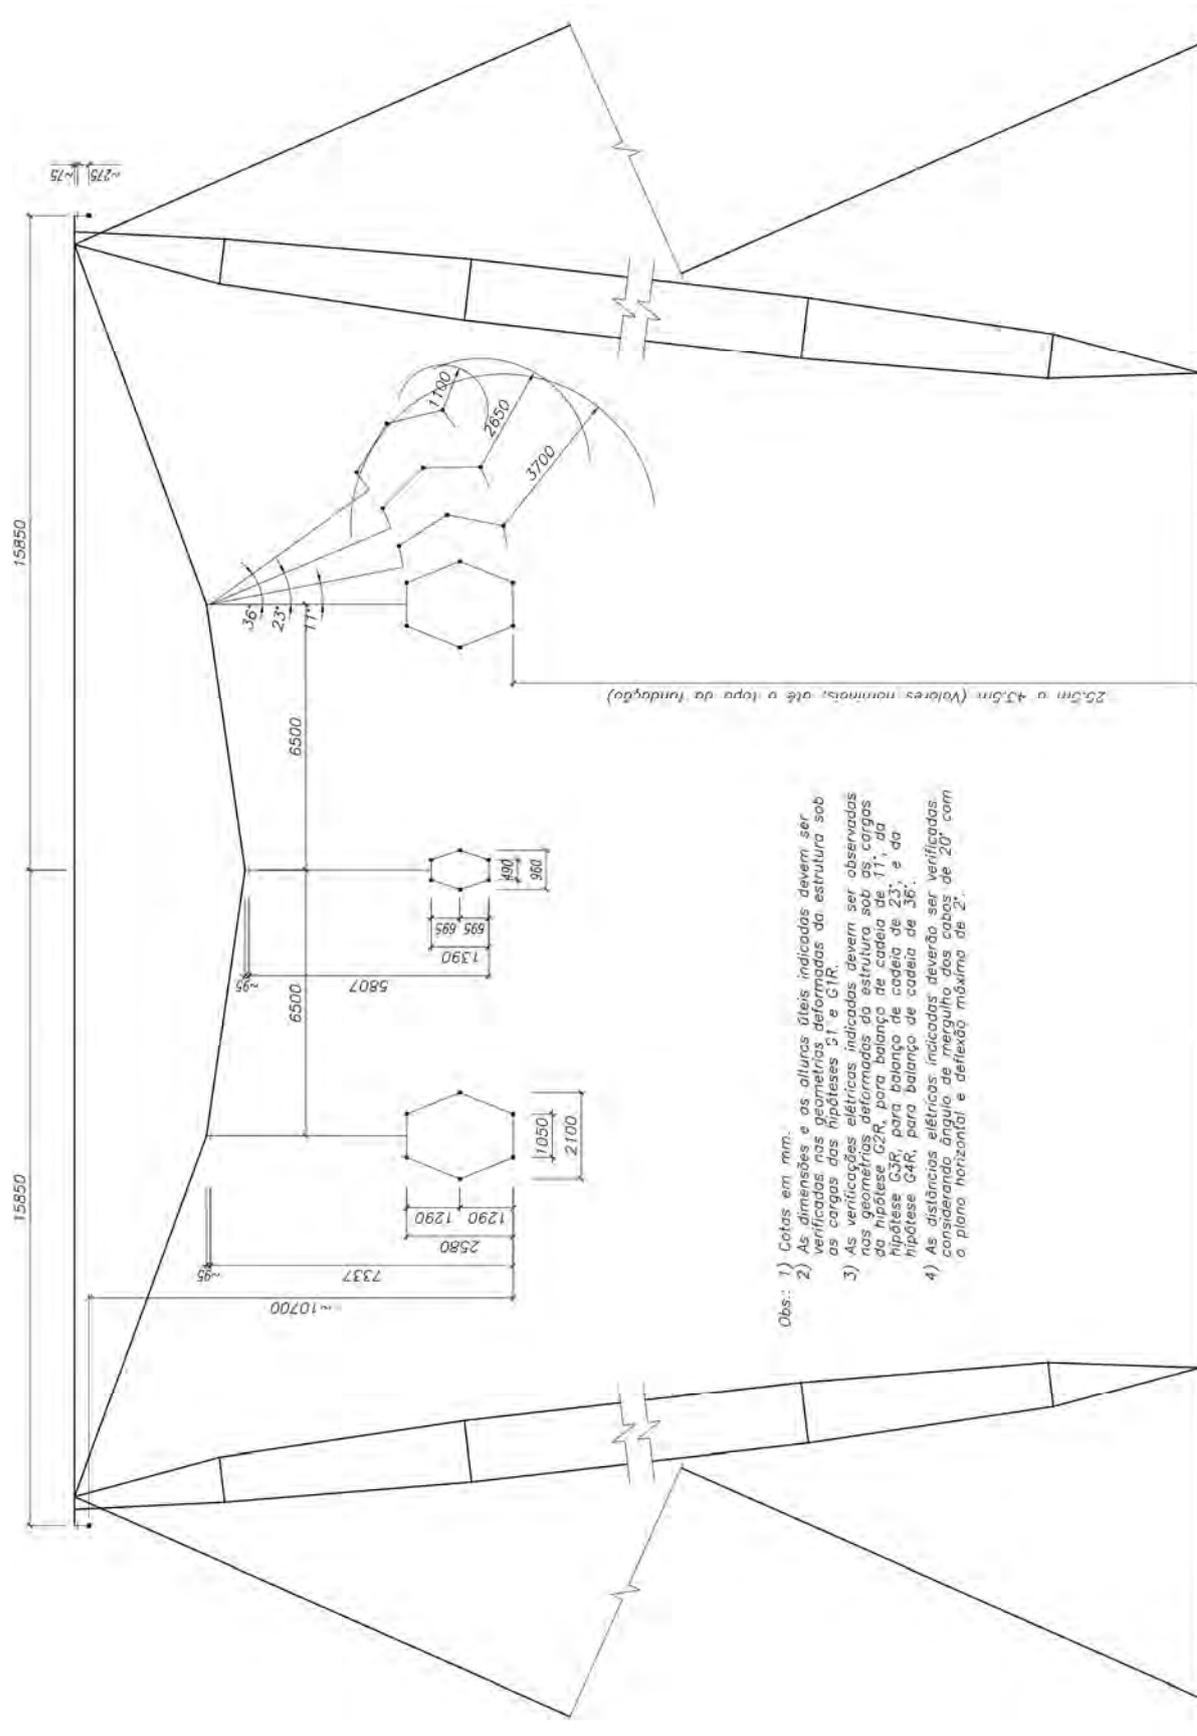 15850
15850
~75
~275
36°
23°
11°
1100
2650
3700
6500
6500
~95
5807
695
695
1390
490
960
~95
7337
~10700
1290
1290
2580
1050
2100
25.5m a 43.5m (Valores nominais, até o topo da fundação)
Obs.: 1) Cotas em mm.
2) As dimensões e as alturas úteis indicadas devem ser
verificadas nas geometrias deformadas da estrutura sob
as cargas das hipóteses G1 e G1R.
3) As verificações elétricas indicadas devem ser observadas
nas geometrias deformadas da estrutura sob as cargas
da hipótese G2R, para balanço de cadeia de 11°, da
hipótese G3R, para balanço de cadeia de 23°, e da
hipótese G4R, para balanço de cadeia de 36°.
4) As distâncias elétricas indicadas deverão ser verificadas
considerando ângulo de mergulho dos cabos de 20° com
o plano horizontal e deflexão máxima de 2°.